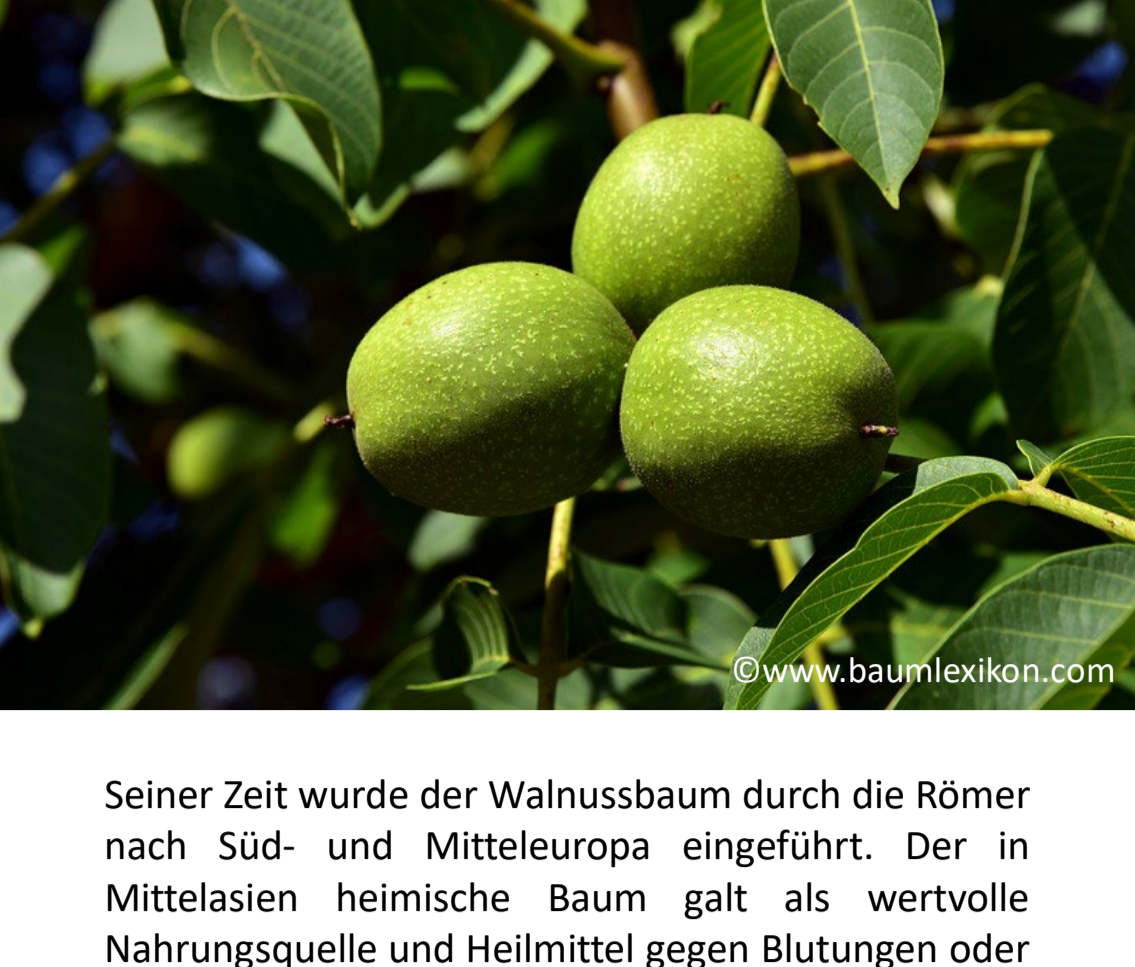 ©www.baumlexikon.com
Seiner Zeit wurde der Walnussbaum durch die Römer
nach Süd- und Mitteleuropa eingeführt. Der in
Mittelasien heimische Baum galt als wertvolle
Nahrungsquelle und Heilmittel gegen Blutungen oder